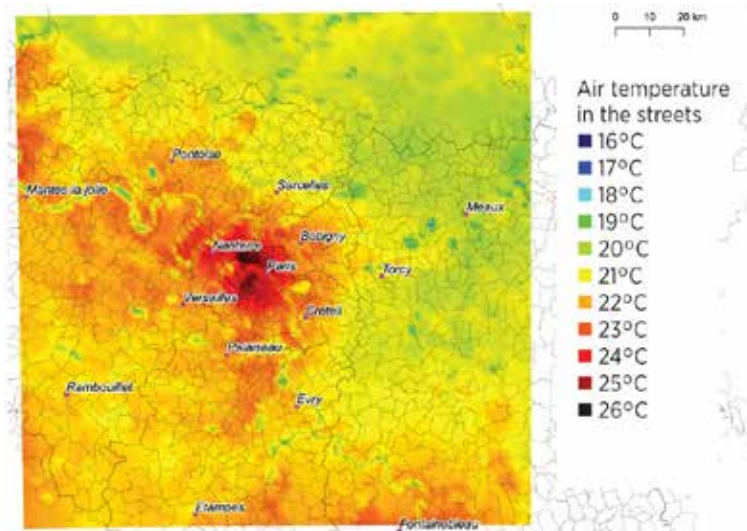 0 10 20 km
Air temperature
in the streets
16°C
17°C
18°C
19°C
20°C
21°C
22°C
23°C
24°C
25°C
26°C
Pontoise
Mantes la jolie
Sarcelles
Meaux
Nanterre
Bobigny
Paris
Torcy
Versailles
Créteil
Palaiseau
Rambouillet
Evry
Etampes
Fontainebleau